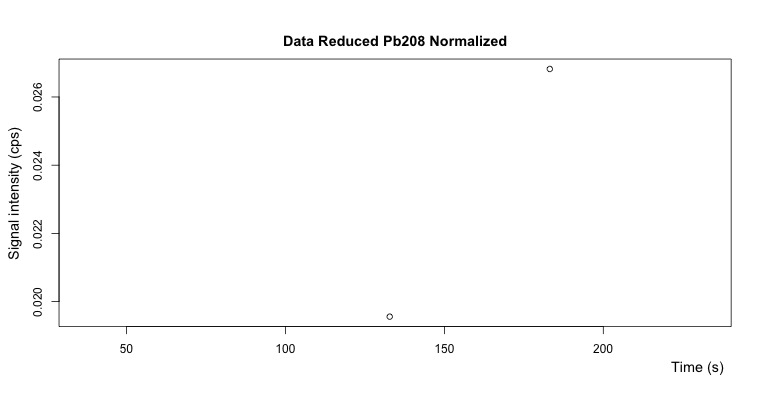 Data Reduced Pb208 Normalized
Signal intensity (cps)
0.026
0.024
0.022
0.020
50 100 150 200
Time (s)